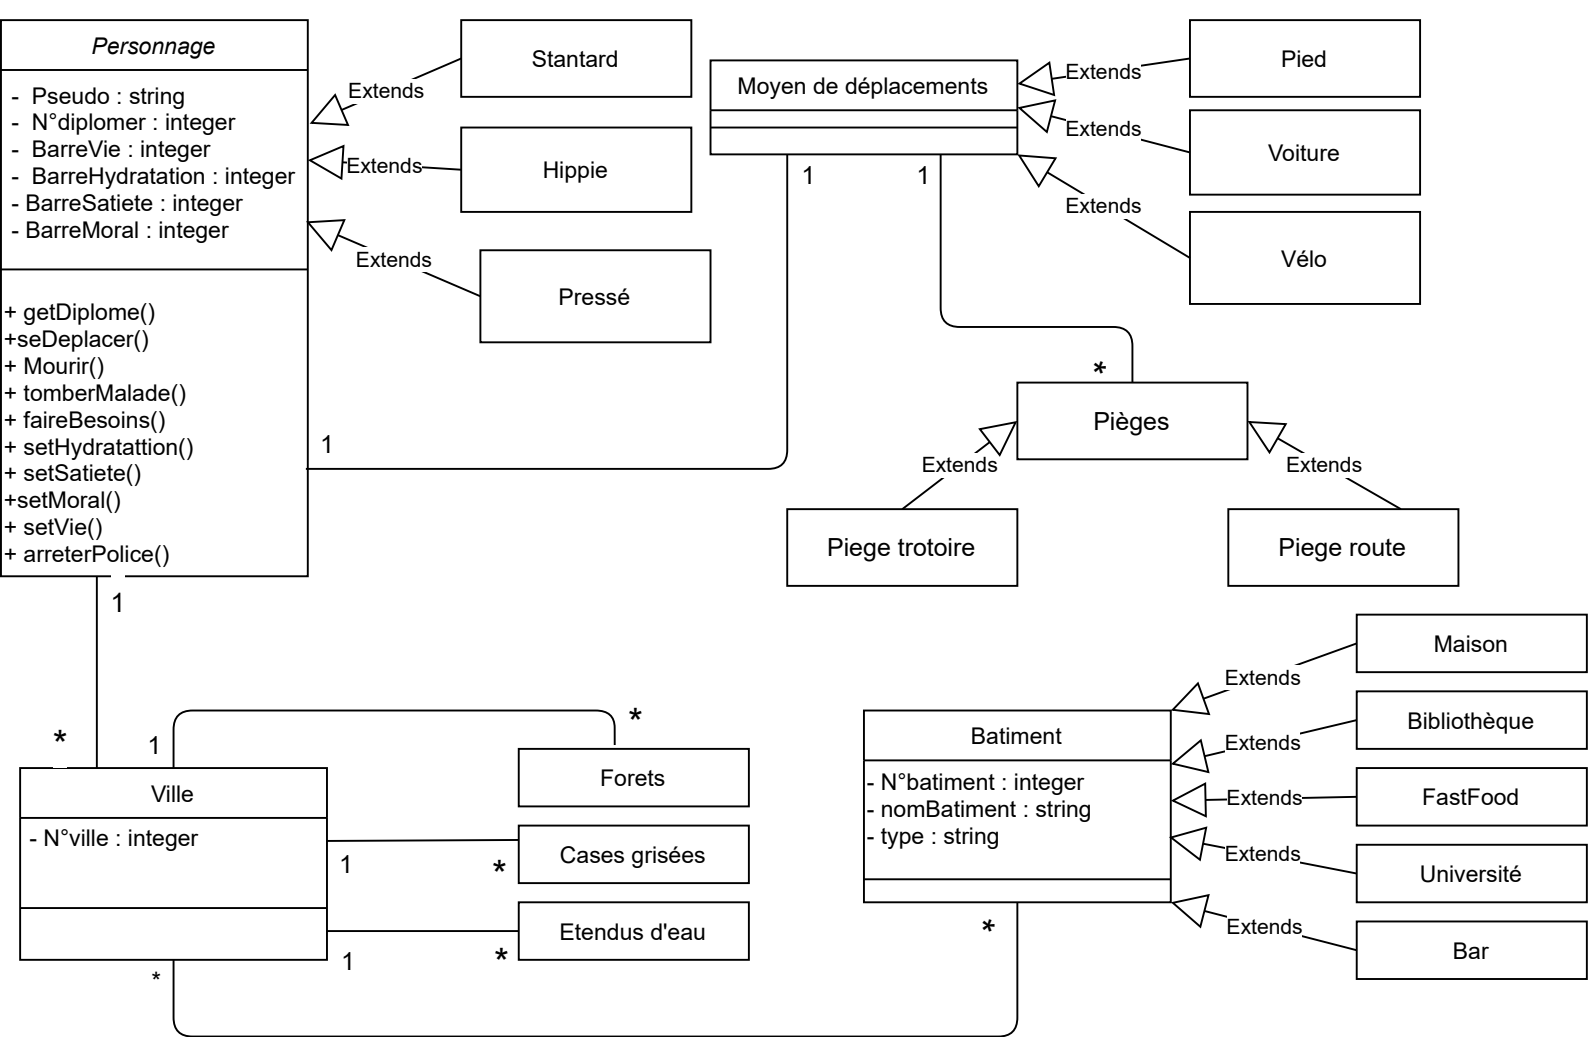 Personnage
- Pseudo : string
- N°diplomer : integer
- BarreVie : integer
- BarreHydratation : integer
- BarreSatiete : integer
- BarreMoral : integer
+ getDiplome()
+seDeplacer()
+ Mourir()
+ tomberMalade()
+ faireBesoins()
+ setHydratattion()
+ setSatiete()
+setMoral()
+ setVie()
+ arreterPolice()
Extends
Stantard
Extends
Hippie
Extends
Pressé
Moyen de déplacements
Extends
Pied
Extends
Voiture
Extends
Vélo
1
1
1
*
Pièges
Extends
Extends
Piege trotoire
Piege route
1
*
1
*
Ville
- N°ville : integer
Forets
1
*
Cases grisées
1
*
Etendus d'eau
*
*
Batiment
- N°batiment : integer
- nomBatiment : string
- type : string
Extends
Maison
Extends
Bibliothèque
Extends
FastFood
Extends
Université
Extends
Bar